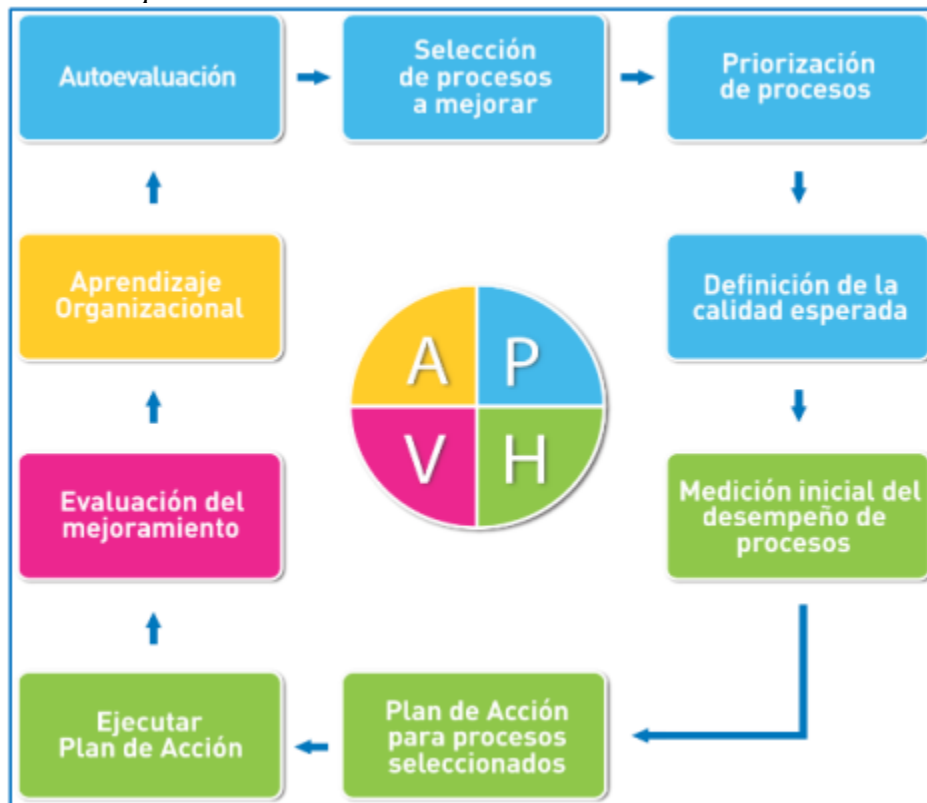 Autoevaluación
Selección
de procesos
a mejorar
Priorización
de procesos
Aprendizaje
Organizacional
Definición de la
calidad esperada
A
P
V
H
Evaluación del
mejoramiento
Medición inicial del
desempeño de
procesos
Ejecutar
Plan de Acción
Plan de Acción
para procesos
seleccionados